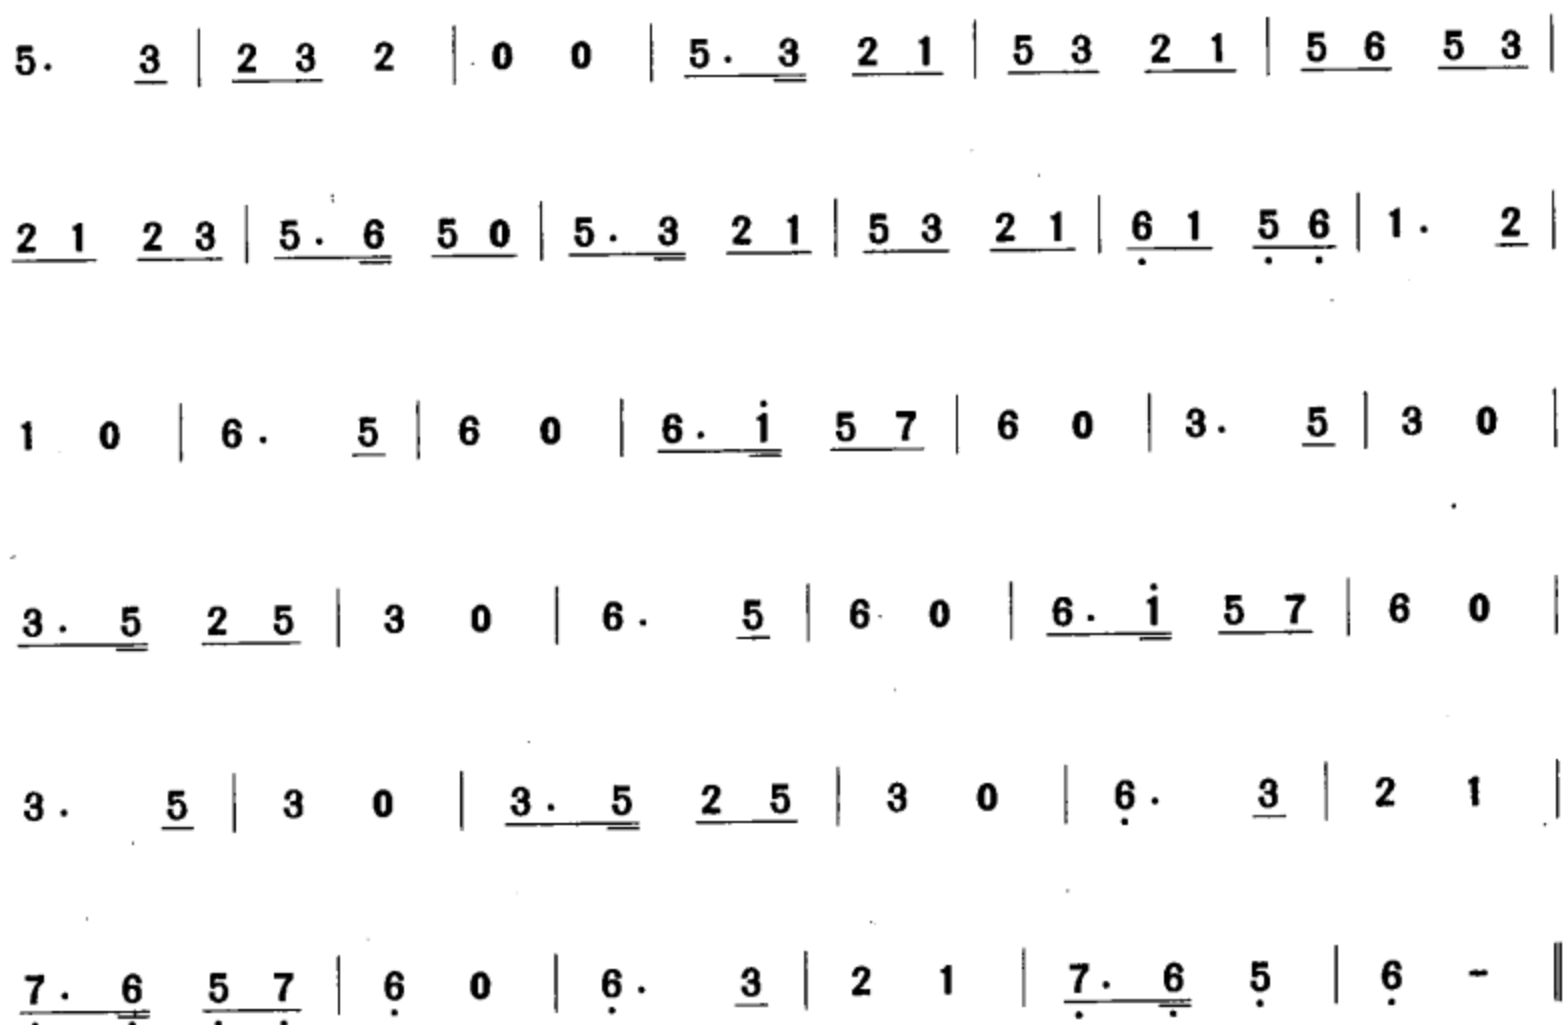 5. 3 | 2 3 2 | 0 0 | 5. 3 2 1 | 5 3 2 1 | 5 6 5 3 |
2 1 2 3 | 5. 6 5 0 | 5. 3 2 1 | 5 3 2 1 | 6̣ 1 5̣ 6̣ | 1. 2 |
1 0 | 6. 5 | 6 0 | 6. 1̇ 5 7 | 6 0 | 3. 5 | 3 0 |
3. 5 2 5 | 3 0 | 6. 5 | 6 0 | 6. 1̇ 5 7 | 6 0 |
3. 5 | 3 0 | 3. 5 2 5 | 3 0 | 6̣. 3 | 2 1 |
7̣. 6̣ 5̣ 7̣ | 6̣ 0 | 6̣. 3 | 2 1 | 7̣. 6̣ 5̣ | 6̣ - ‖